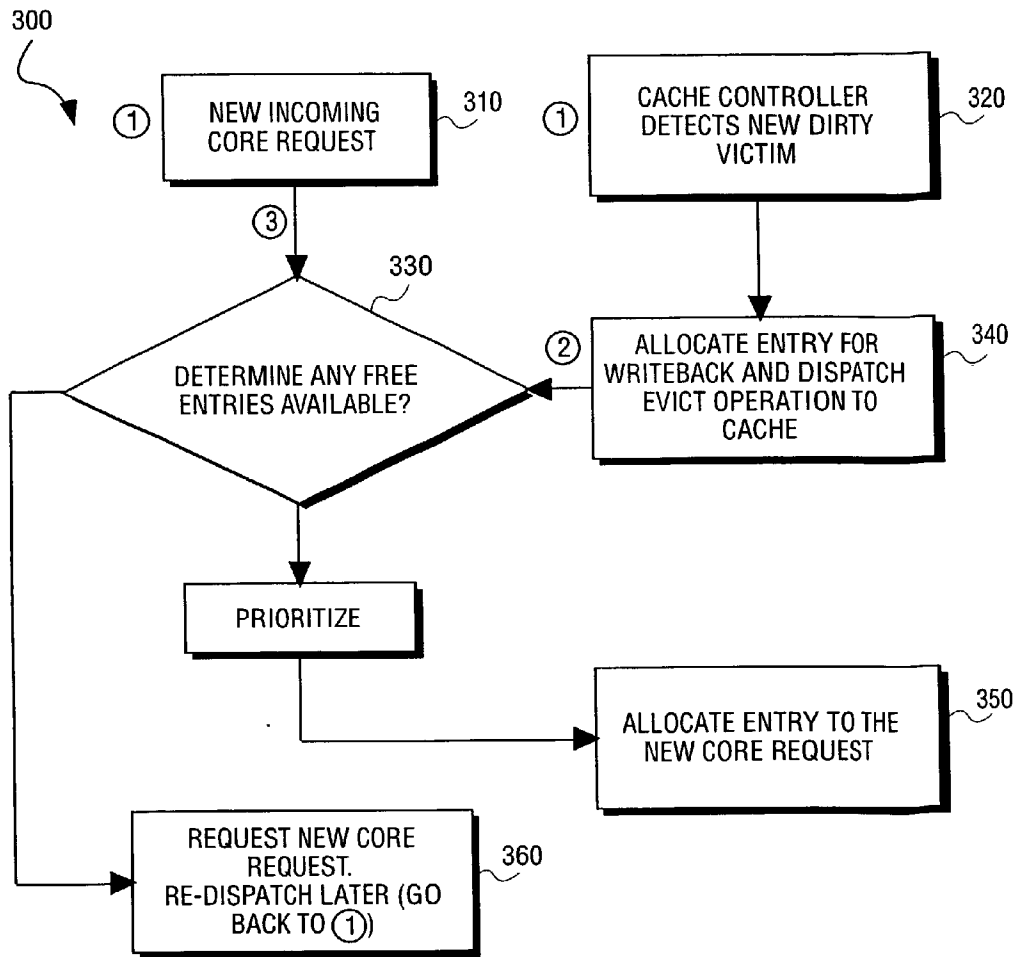 300
①
NEW INCOMING
CORE REQUEST
310
①
CACHE CONTROLLER
DETECTS NEW DIRTY
VICTIM
320
③
330
DETERMINE ANY FREE
ENTRIES AVAILABLE?
②
ALLOCATE ENTRY FOR
WRITEBACK AND DISPATCH
EVICT OPERATION TO
CACHE
340
PRIORITIZE
ALLOCATE ENTRY TO THE
NEW CORE REQUEST
350
REQUEST NEW CORE
REQUEST.
RE-DISPATCH LATER (GO
BACK TO ①)
360